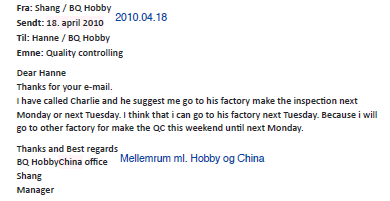 Fra: Shang / BQ Hobby
Sendt: 18. april 2010 2010.04.18
Til: Hanne / BQ Hobby
Emne: Quality controlling
Dear Hanne
Thanks for your e-mail.
I have called Charlie and he suggest me go to his factory make the inspection next
Monday or next Tuesday. I think that i can go to his factory next Tuesday. Because i will
go to other factory for make the QC this weekend until next Monday.
Thanks and Best regards
BQ HobbyChina office Mellemrum ml. Hobby og China
Shang
Manager